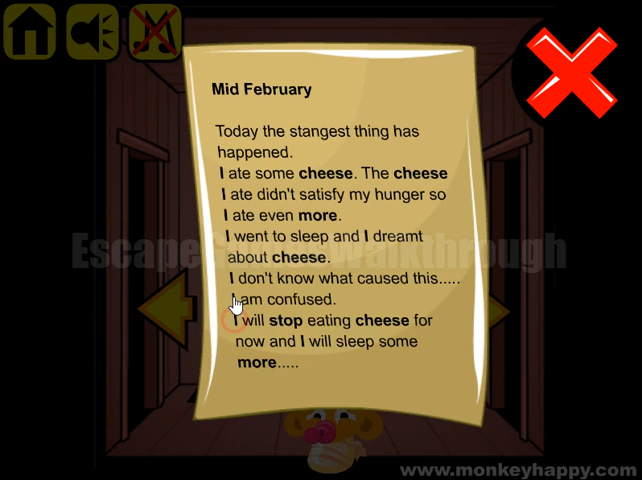 Mid February
Today the stangest thing has
happened.
I ate some cheese. The cheese
I ate didn't satisfy my hunger so
I ate even more.
I went to sleep and I dreamt
about cheese.
I don't know what caused this.....
I am confused.
I will stop eating cheese for
now and I will sleep some
more.....
EscapeGamesWalkthrough
www.monkeyhappy.com